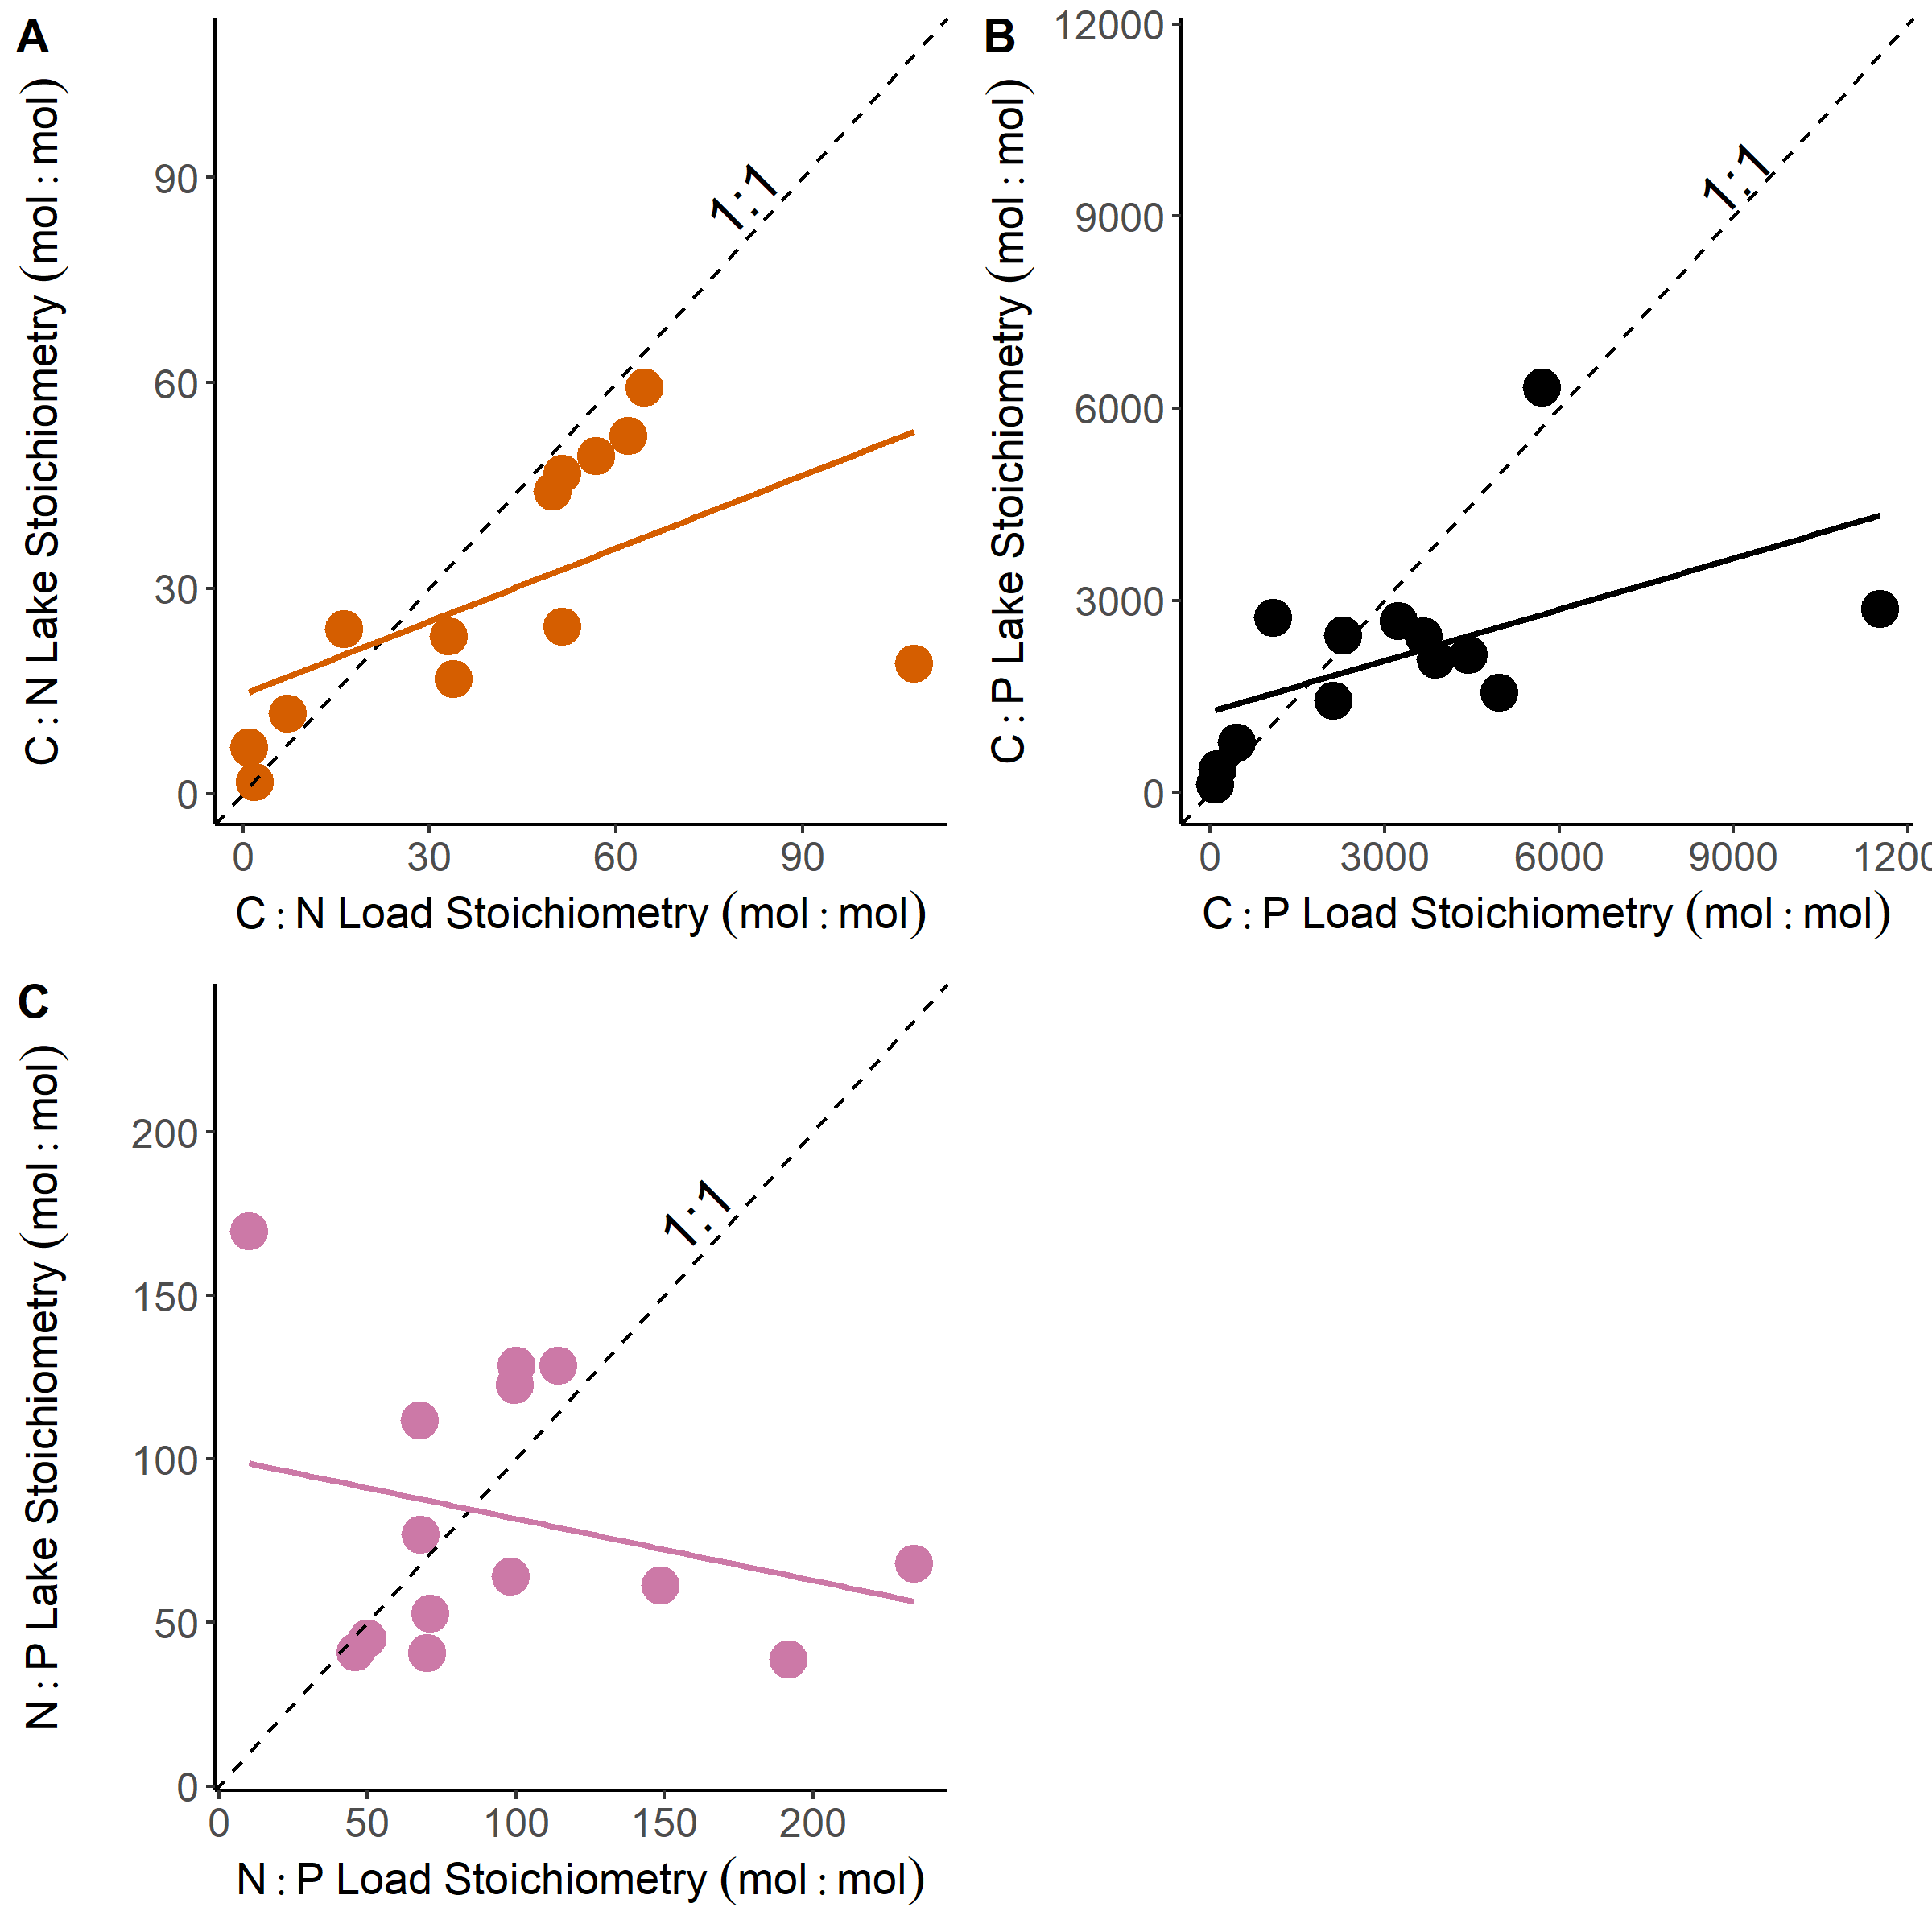 A
C : N Lake Stoichiometry (mol : mol)
90
60
30
0
1:1
0 30 60 90
C : N Load Stoichiometry (mol : mol)
B
C : P Lake Stoichiometry (mol : mol)
12000
9000
6000
3000
0
1:1
0 3000 6000 9000 1200
C : P Load Stoichiometry (mol : mol)
C
N : P Lake Stoichiometry (mol : mol)
200
150
100
50
0
1:1
0 50 100 150 200
N : P Load Stoichiometry (mol : mol)